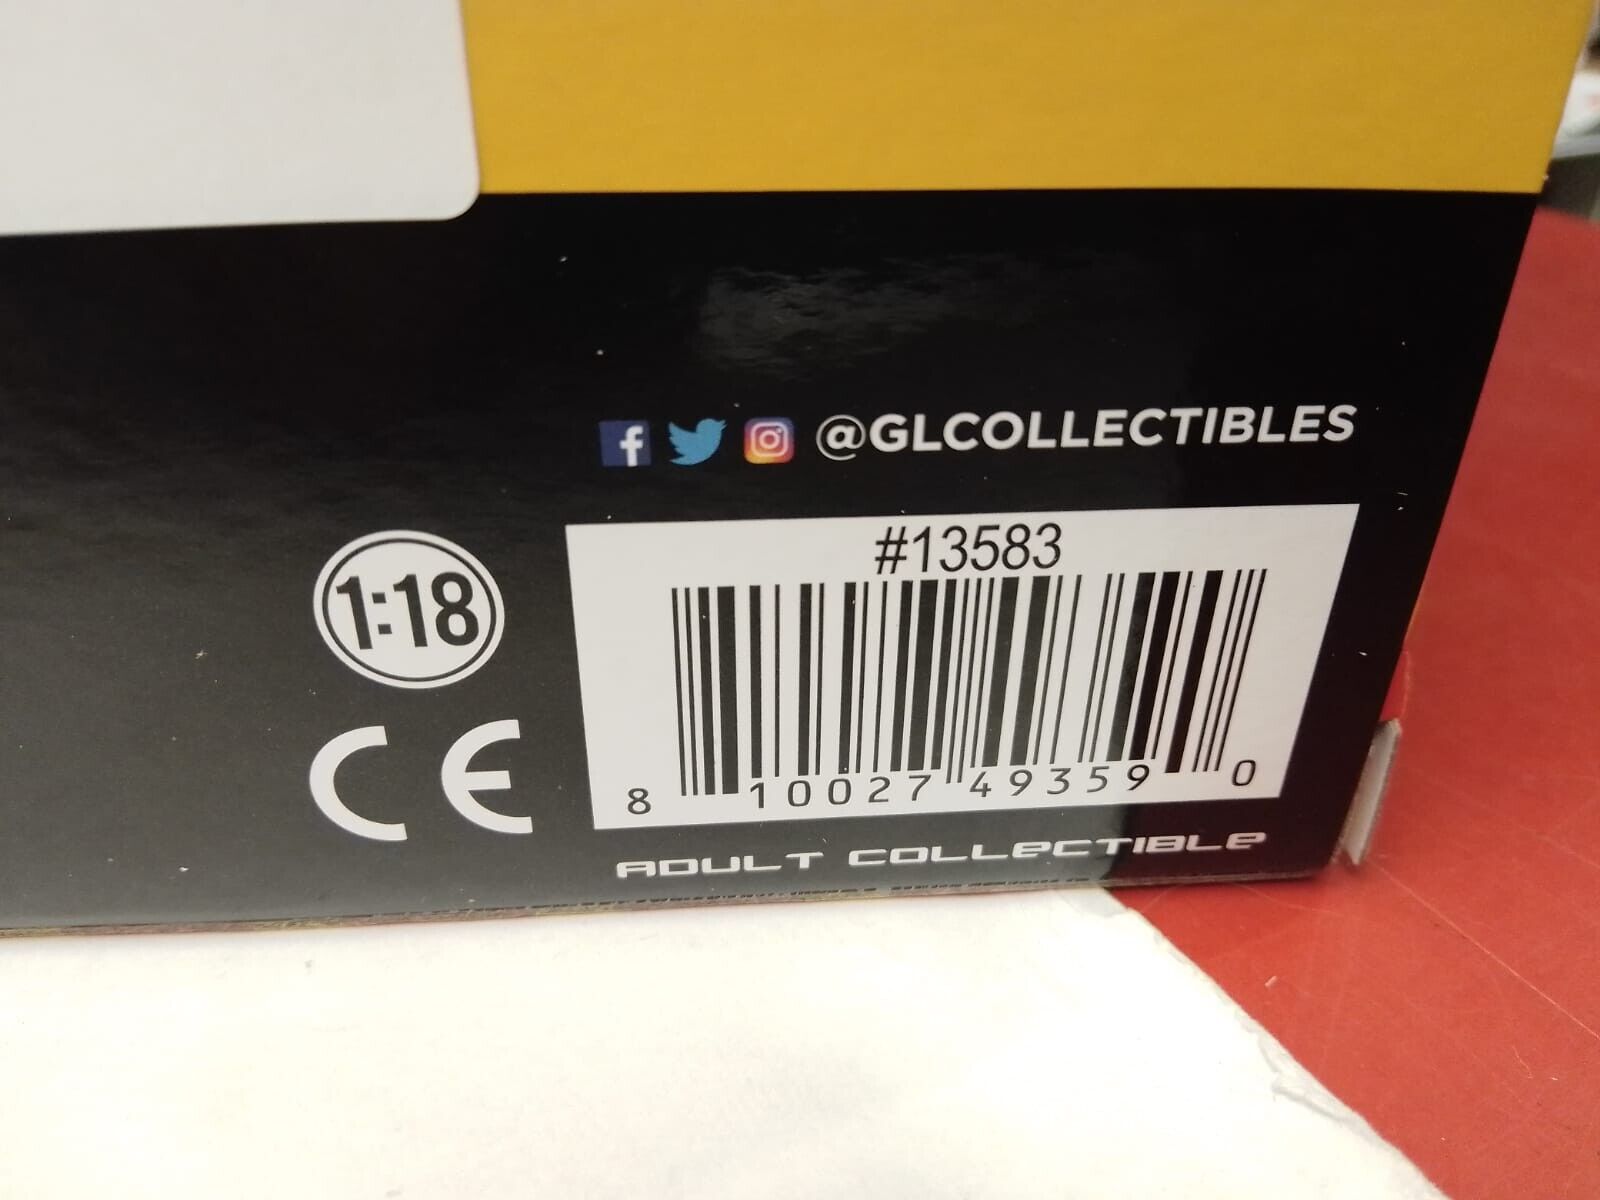 @GLCOLLECTIBLES
#13583
1:18
CE
8 10027 49359 0
ADULT COLLECTIBLE